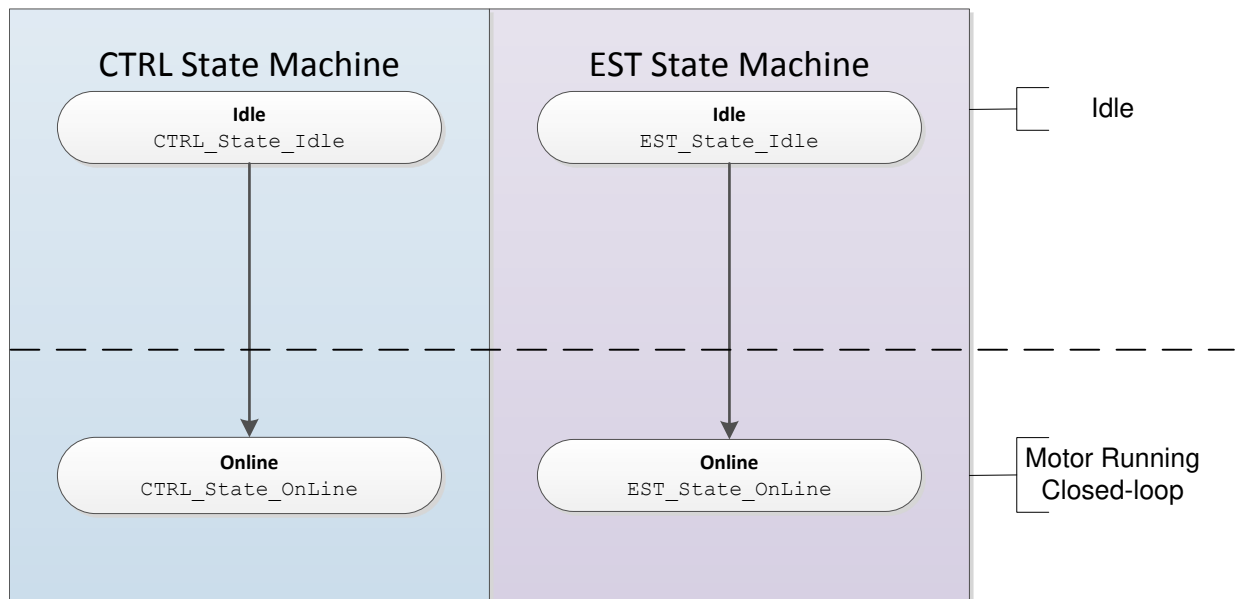 CTRL State Machine
EST State Machine
Idle
CTRL_State_Idle
Idle
EST_State_Idle
Idle
Online
CTRL_State_OnLine
Online
EST_State_OnLine
Motor Running
Closed-loop